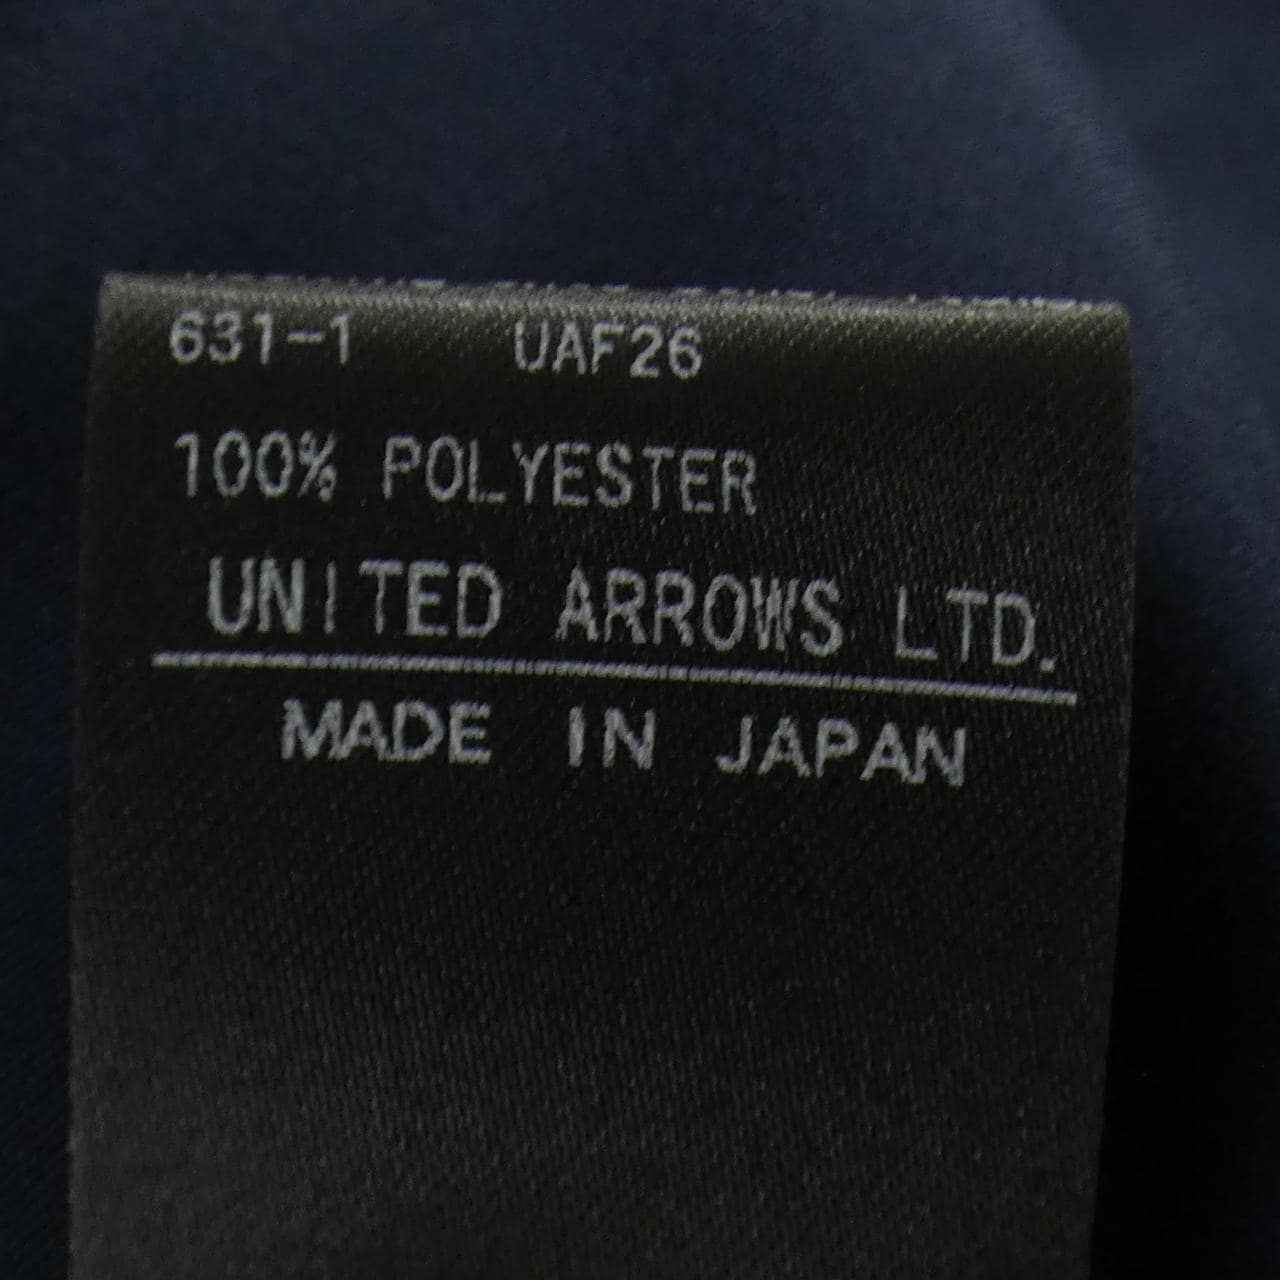 631-1 UAF26
100% POLYESTER
UNITED ARROWS LTD.
MADE IN JAPAN